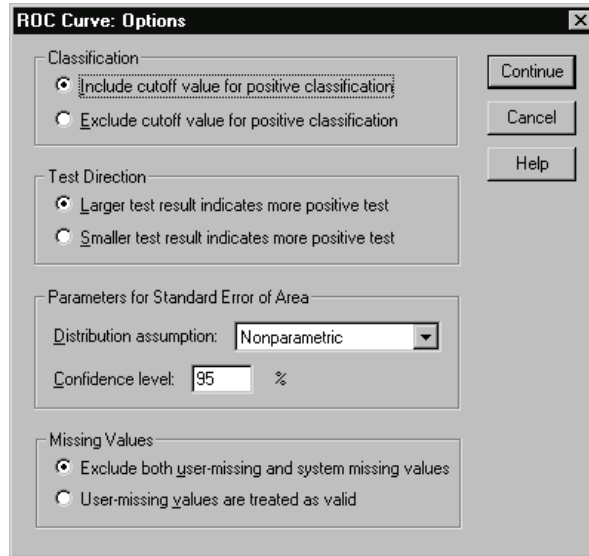 ROC Curve: Options
Classification
Include cutoff value for positive classification
Exclude cutoff value for positive classification
Continue
Cancel
Help
Test Direction
Larger test result indicates more positive test
Smaller test result indicates more positive test
Parameters for Standard Error of Area
Distribution assumption: Nonparametric
Confidence level: 95 %
Missing Values
Exclude both user-missing and system missing values
User-missing values are treated as valid